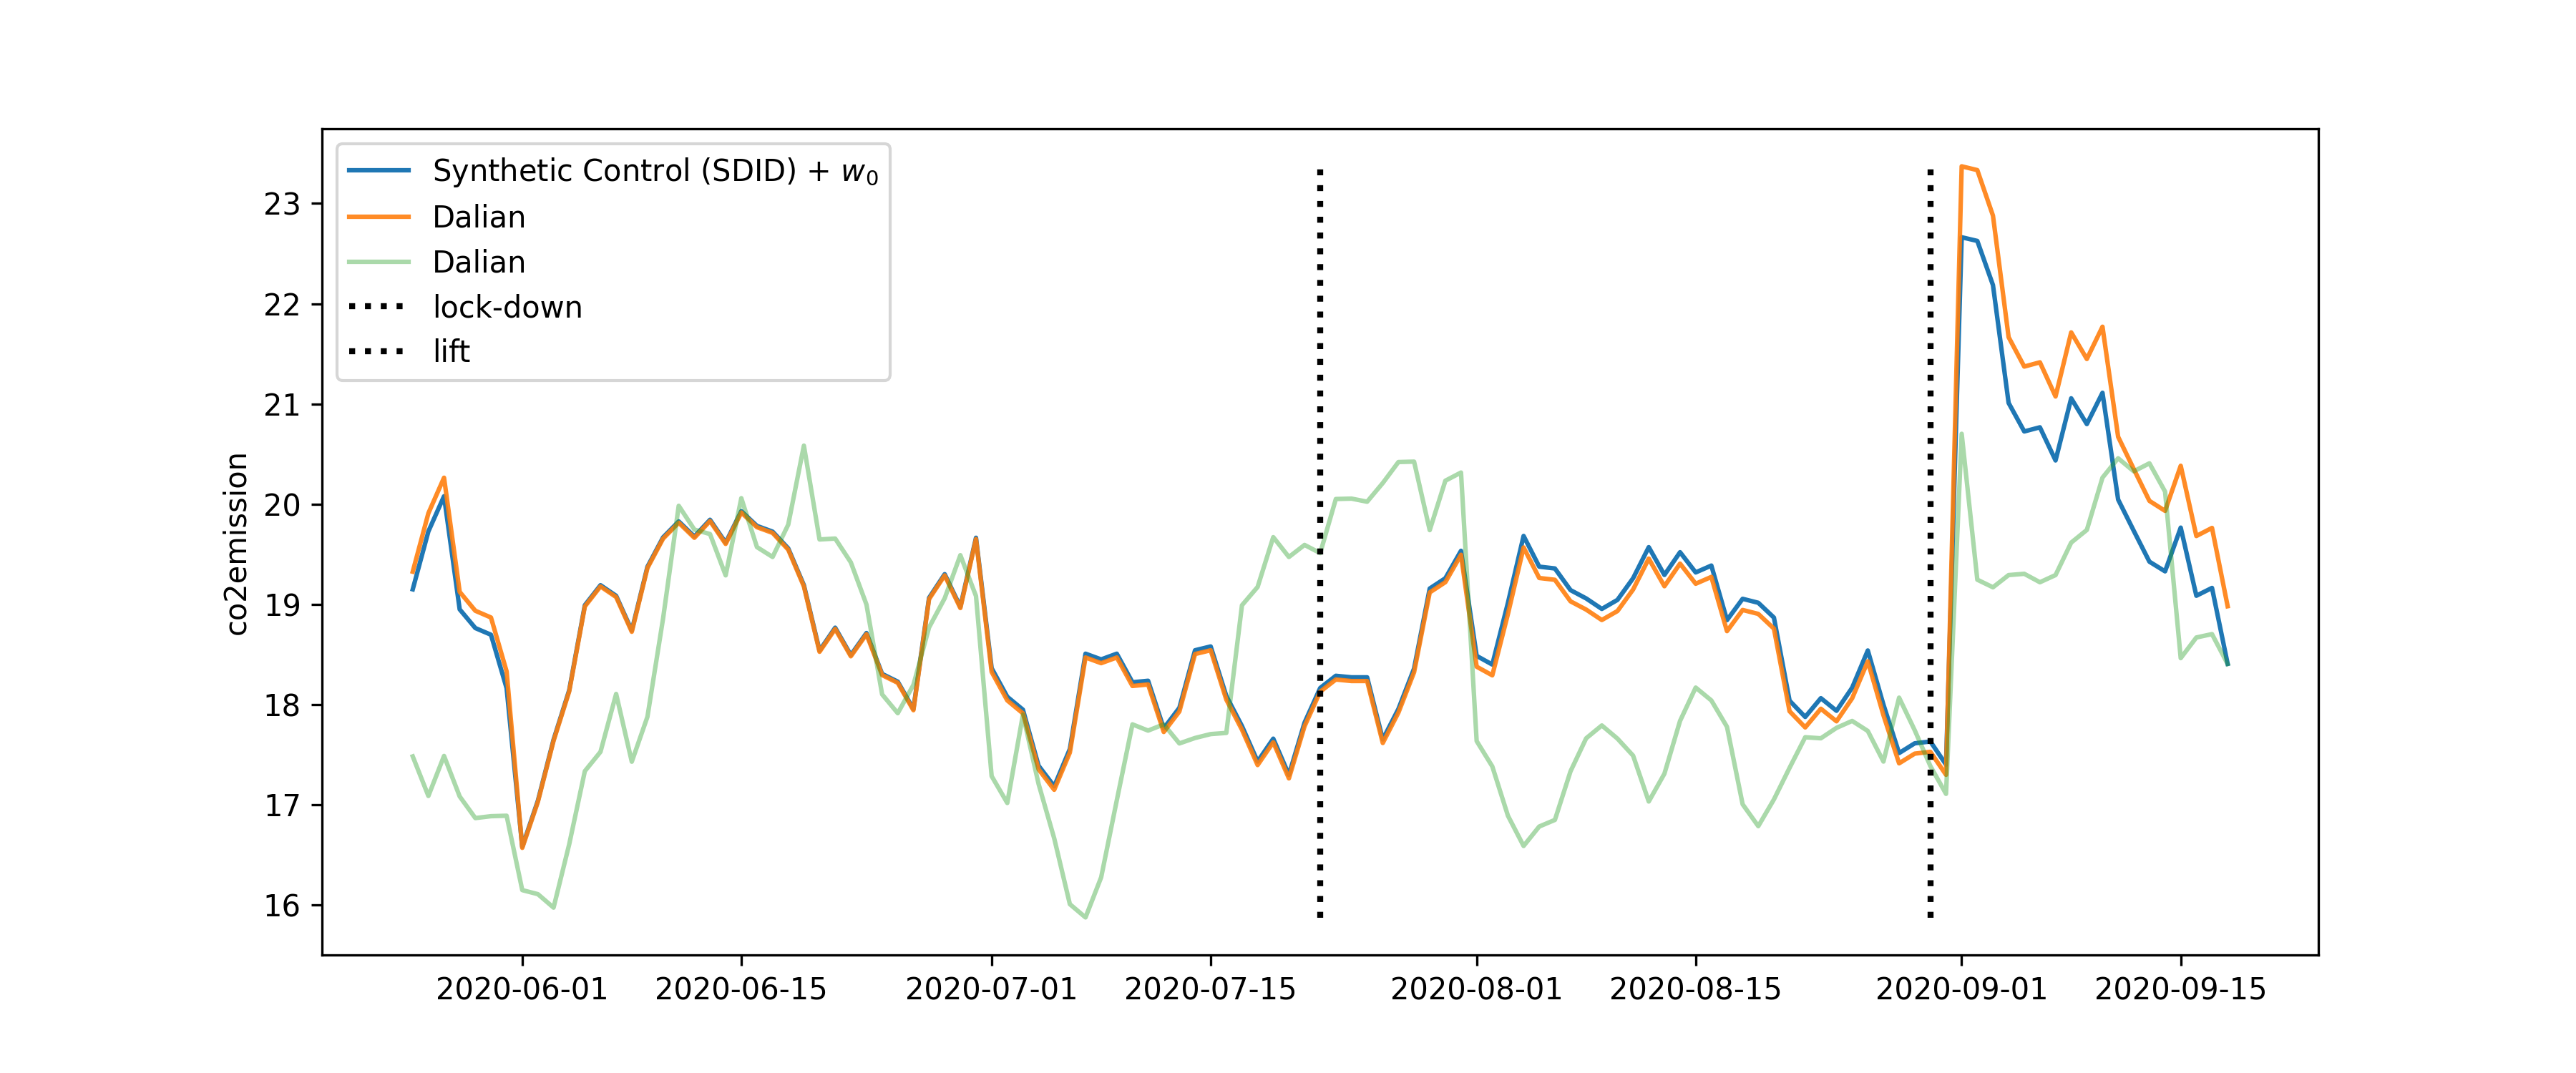 Synthetic Control (SDID) + w₀
Dalian
Dalian
lock-down
lift
co2emission
23
22
21
20
19
18
17
16
2020-06-01 2020-06-15 2020-07-01 2020-07-15 2020-08-01 2020-08-15 2020-09-01 2020-09-15